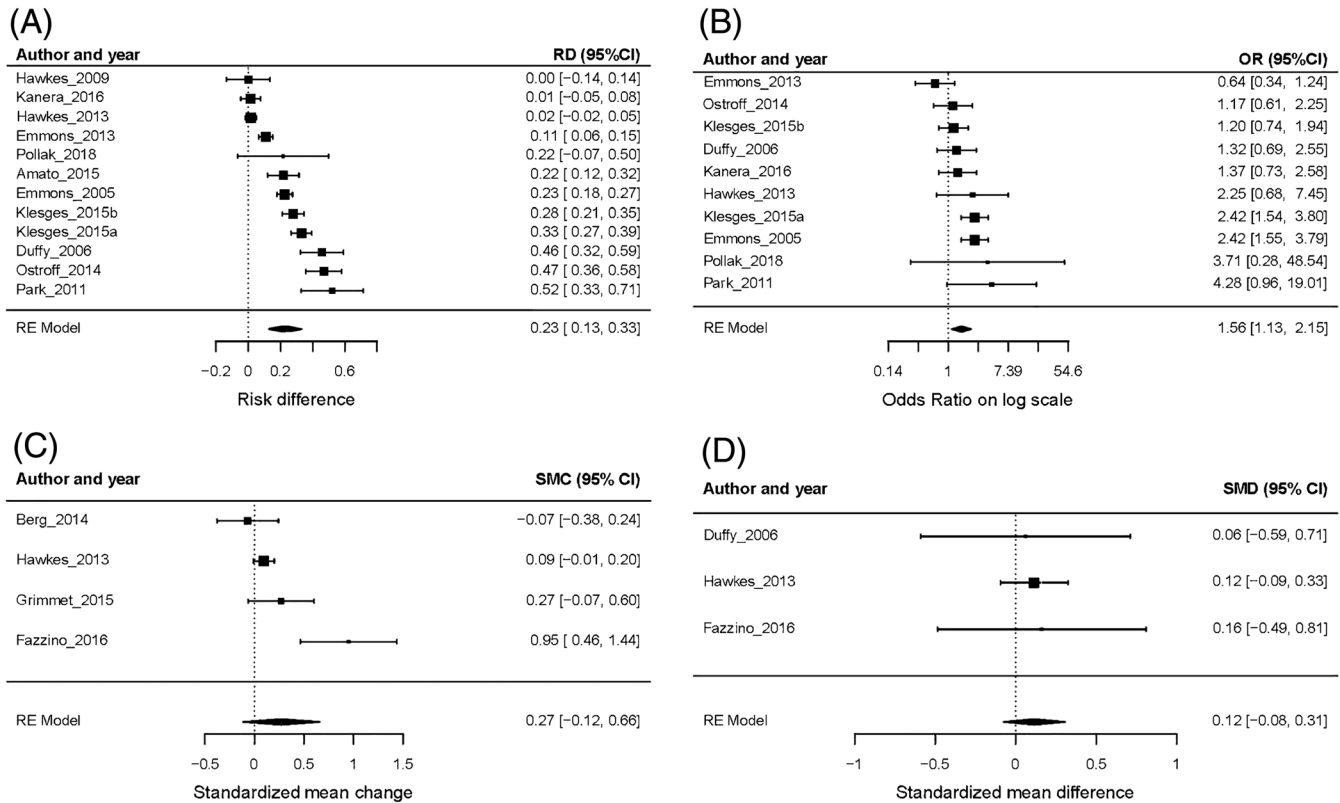 (A)
Author and year RD (95%CI)
Hawkes_2009 0.00 [−0.14, 0.14]
Kanera_2016 0.01 [−0.05, 0.08]
Hawkes_2013 0.02 [−0.02, 0.05]
Emmons_2013 0.11 [ 0.06, 0.15]
Pollak_2018 0.22 [−0.07, 0.50]
Amato_2015 0.22 [ 0.12, 0.32]
Emmons_2005 0.23 [ 0.18, 0.27]
Klesges_2015b 0.28 [ 0.21, 0.35]
Klesges_2015a 0.33 [ 0.27, 0.39]
Duffy_2006 0.46 [ 0.32, 0.59]
Ostroff_2014 0.47 [ 0.36, 0.58]
Park_2011 0.52 [ 0.33, 0.71]
RE Model 0.23 [ 0.13, 0.33]
−0.2 0 0.2 0.6
Risk difference
(B)
Author and year OR (95%CI)
Emmons_2013 0.64 [0.34, 1.24]
Ostroff_2014 1.17 [0.61, 2.25]
Klesges_2015b 1.20 [0.74, 1.94]
Duffy_2006 1.32 [0.69, 2.55]
Kanera_2016 1.37 [0.73, 2.58]
Hawkes_2013 2.25 [0.68, 7.45]
Klesges_2015a 2.42 [1.54, 3.80]
Emmons_2005 2.42 [1.55, 3.79]
Pollak_2018 3.71 [0.28, 48.54]
Park_2011 4.28 [0.96, 19.01]
RE Model 1.56 [1.13, 2.15]
0.14 1 7.39 54.6
Odds Ratio on log scale
(C)
Author and year SMC (95% CI)
Berg_2014 −0.07 [−0.38, 0.24]
Hawkes_2013 0.09 [−0.01, 0.20]
Grimmet_2015 0.27 [−0.07, 0.60]
Fazzino_2016 0.95 [ 0.46, 1.44]
RE Model 0.27 [−0.12, 0.66]
−0.5 0 0.5 1 1.5
Standardized mean change
(D)
Author and year SMD (95% CI)
Duffy_2006 0.06 [−0.59, 0.71]
Hawkes_2013 0.12 [−0.09, 0.33]
Fazzino_2016 0.16 [−0.49, 0.81]
RE Model 0.12 [−0.08, 0.31]
−1 −0.5 0 0.5 1
Standardized mean difference